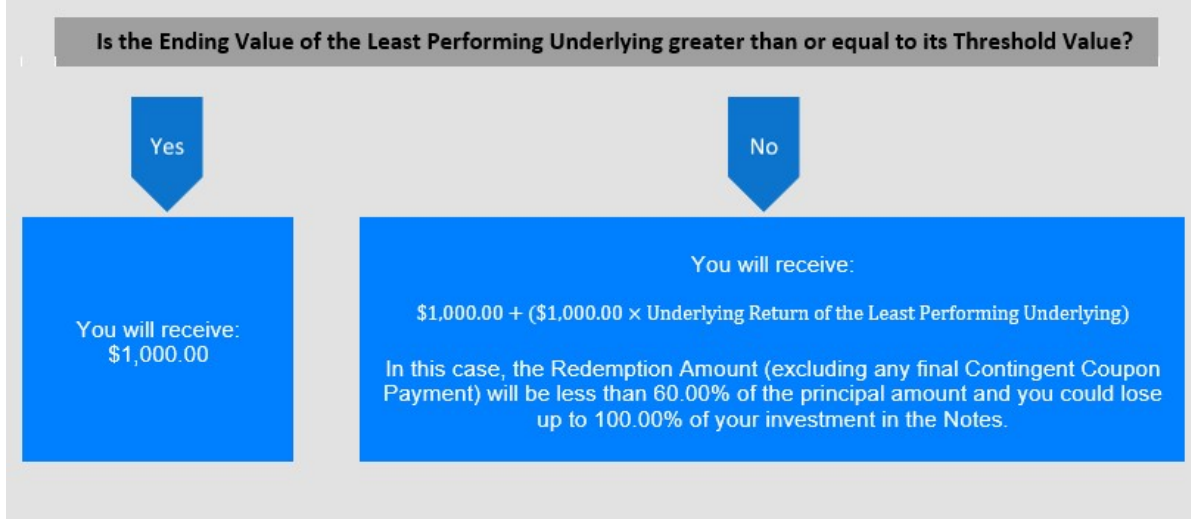 Is the Ending Value of the Least Performing Underlying greater than or equal to its Threshold Value?
Yes
No
You will receive:
$1,000.00
You will receive:
$1,000.00 + ($1,000.00 × Underlying Return of the Least Performing Underlying)
In this case, the Redemption Amount (excluding any final Contingent Coupon
Payment) will be less than 60.00% of the principal amount and you could lose
up to 100.00% of your investment in the Notes.